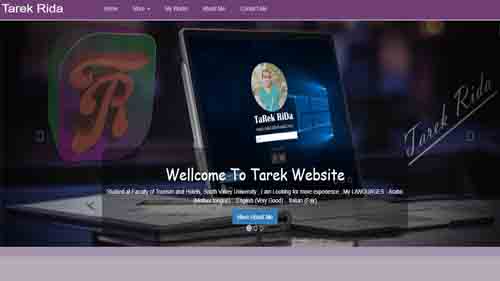 Tarek Rida
Home
More
My Works
About Me
Contact Me
TR
TaRek RiDa
Tarek Rida
Wellcome To Tarek Website
Student at Faculty of Tourism and Hotels, South Valley University , I am Looking for more experience , My LANGUAGES : Arabic
(Mother tongue) , English (Very Good) , Italian (Fair)
More About Me